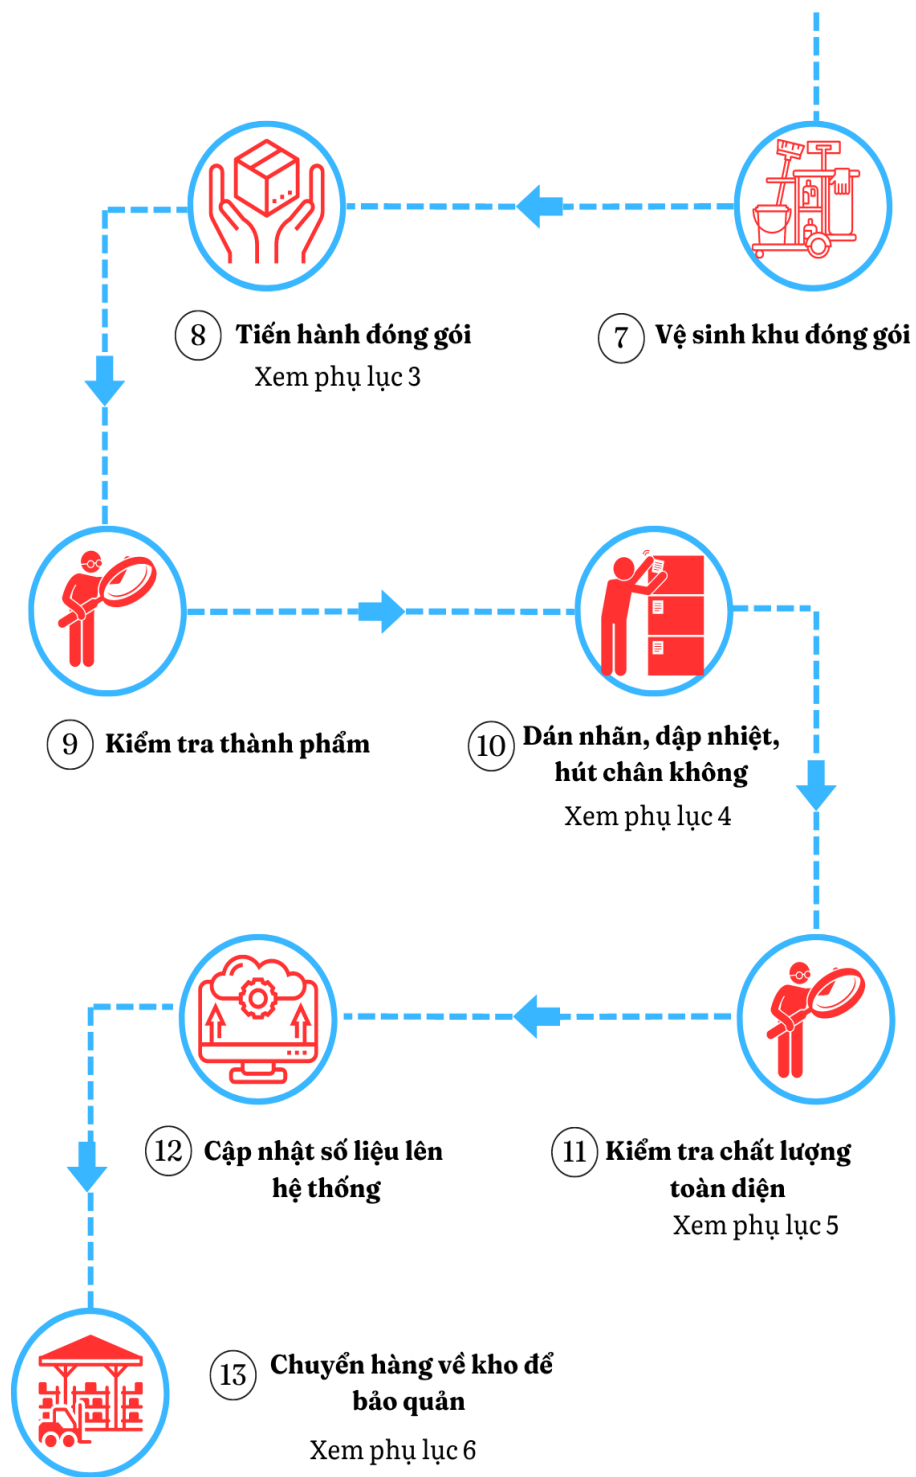 7 Vệ sinh khu đóng gói
8 Tiến hành đóng gói
Xem phụ lục 3
9 Kiểm tra thành phẩm
10 Dán nhãn, dập nhiệt,
hút chân không
Xem phụ lục 4
11 Kiểm tra chất lượng
toàn diện
Xem phụ lục 5
12 Cập nhật số liệu lên
hệ thống
13 Chuyển hàng về kho để
bảo quản
Xem phụ lục 6